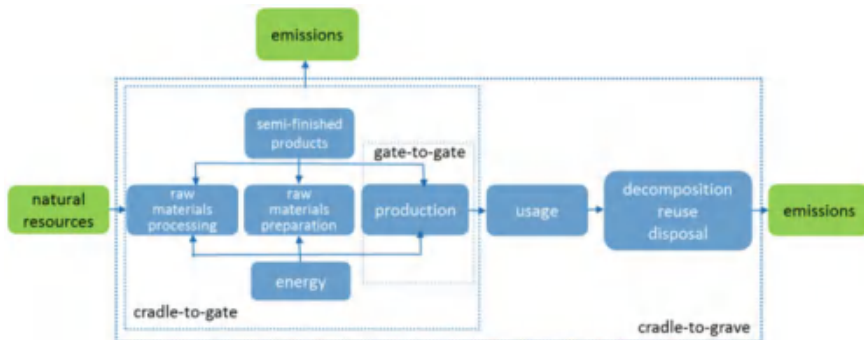 emissions
semi-finished
products
gate-to-gate
natural
resources
raw
materials
processing
raw
materials
preparation
production
usage
decomposition
reuse
disposal
emissions
energy
cradle-to-gate
cradle-to-grave